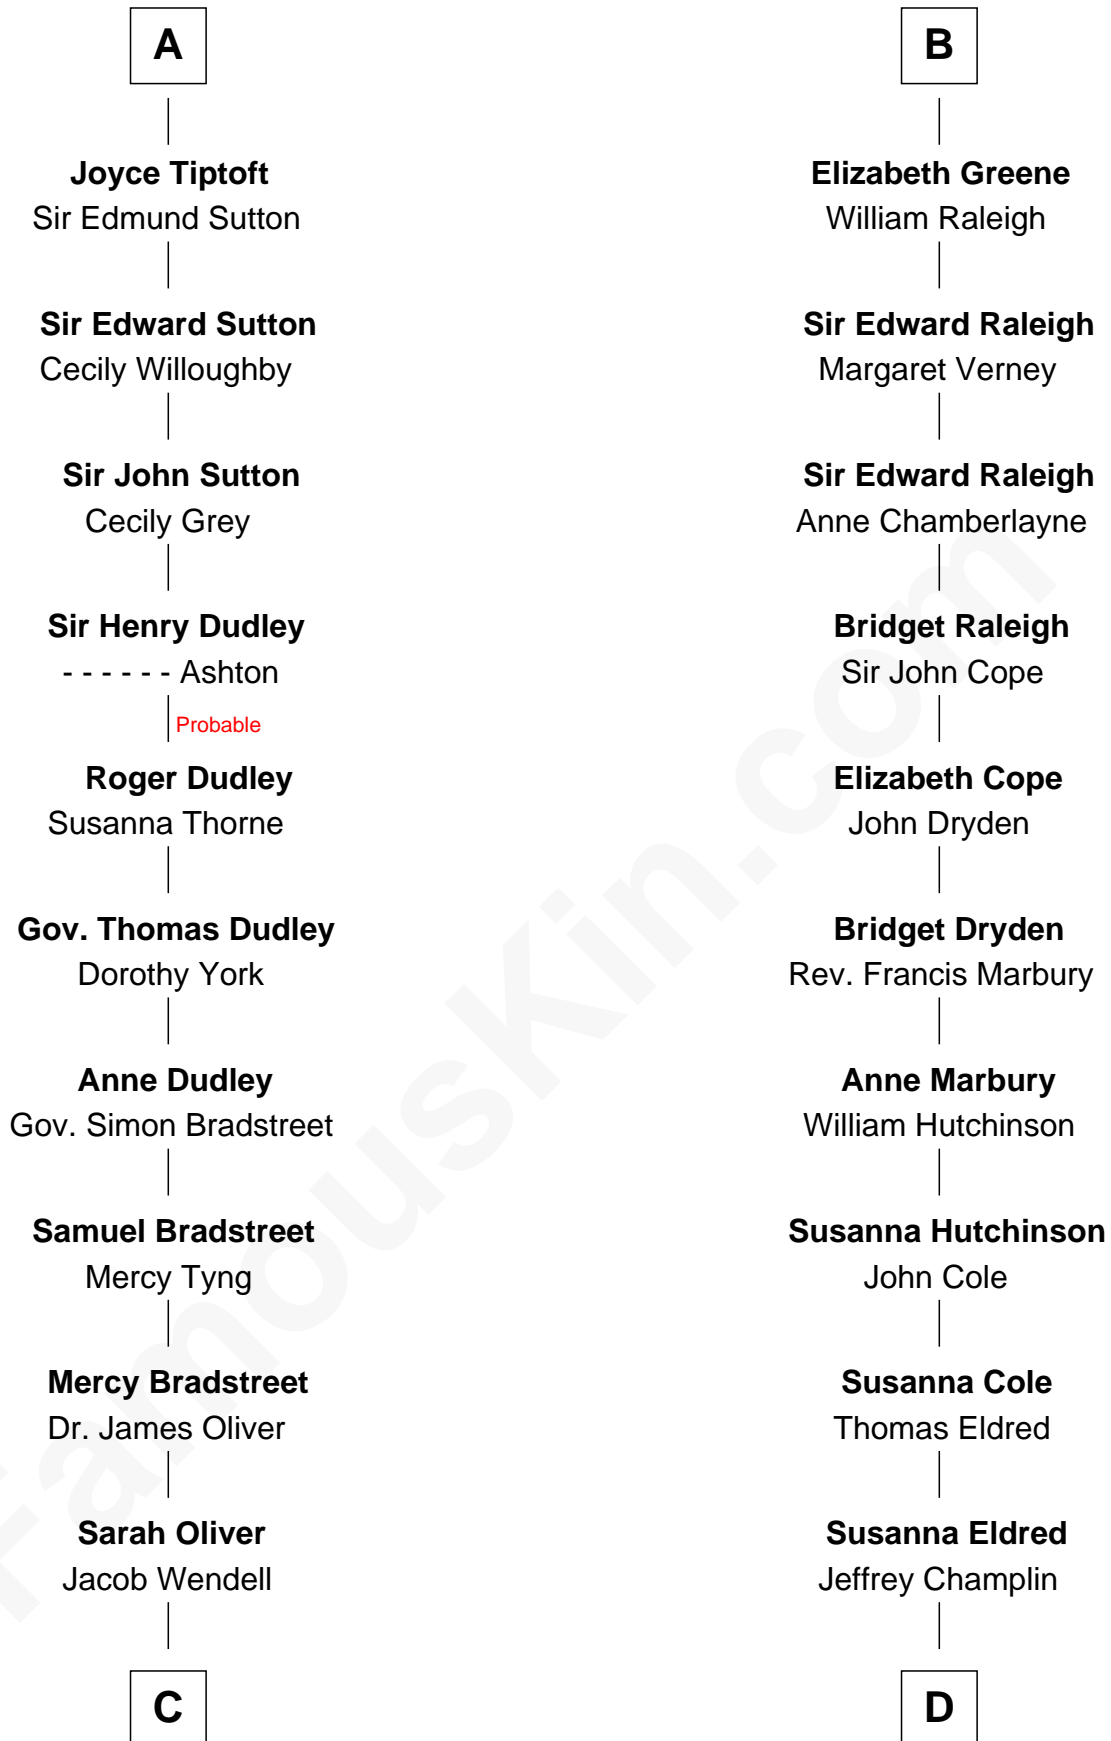 A
Joyce Tiptoft
Sir Edmund Sutton
Sir Edward Sutton
Cecily Willoughby
Sir John Sutton
Cecily Grey
Sir Henry Dudley
- - - - - - Ashton
Probable
Roger Dudley
Susanna Thorne
Gov. Thomas Dudley
Dorothy York
Anne Dudley
Gov. Simon Bradstreet
Samuel Bradstreet
Mercy Tyng
Mercy Bradstreet
Dr. James Oliver
Sarah Oliver
Jacob Wendell
C
B
Elizabeth Greene
William Raleigh
Sir Edward Raleigh
Margaret Verney
Sir Edward Raleigh
Anne Chamberlayne
Bridget Raleigh
Sir John Cope
Elizabeth Cope
John Dryden
Bridget Dryden
Rev. Francis Marbury
Anne Marbury
William Hutchinson
Susanna Hutchinson
John Cole
Susanna Cole
Thomas Eldred
Susanna Eldred
Jeffrey Champlin
D
FamousKin.com